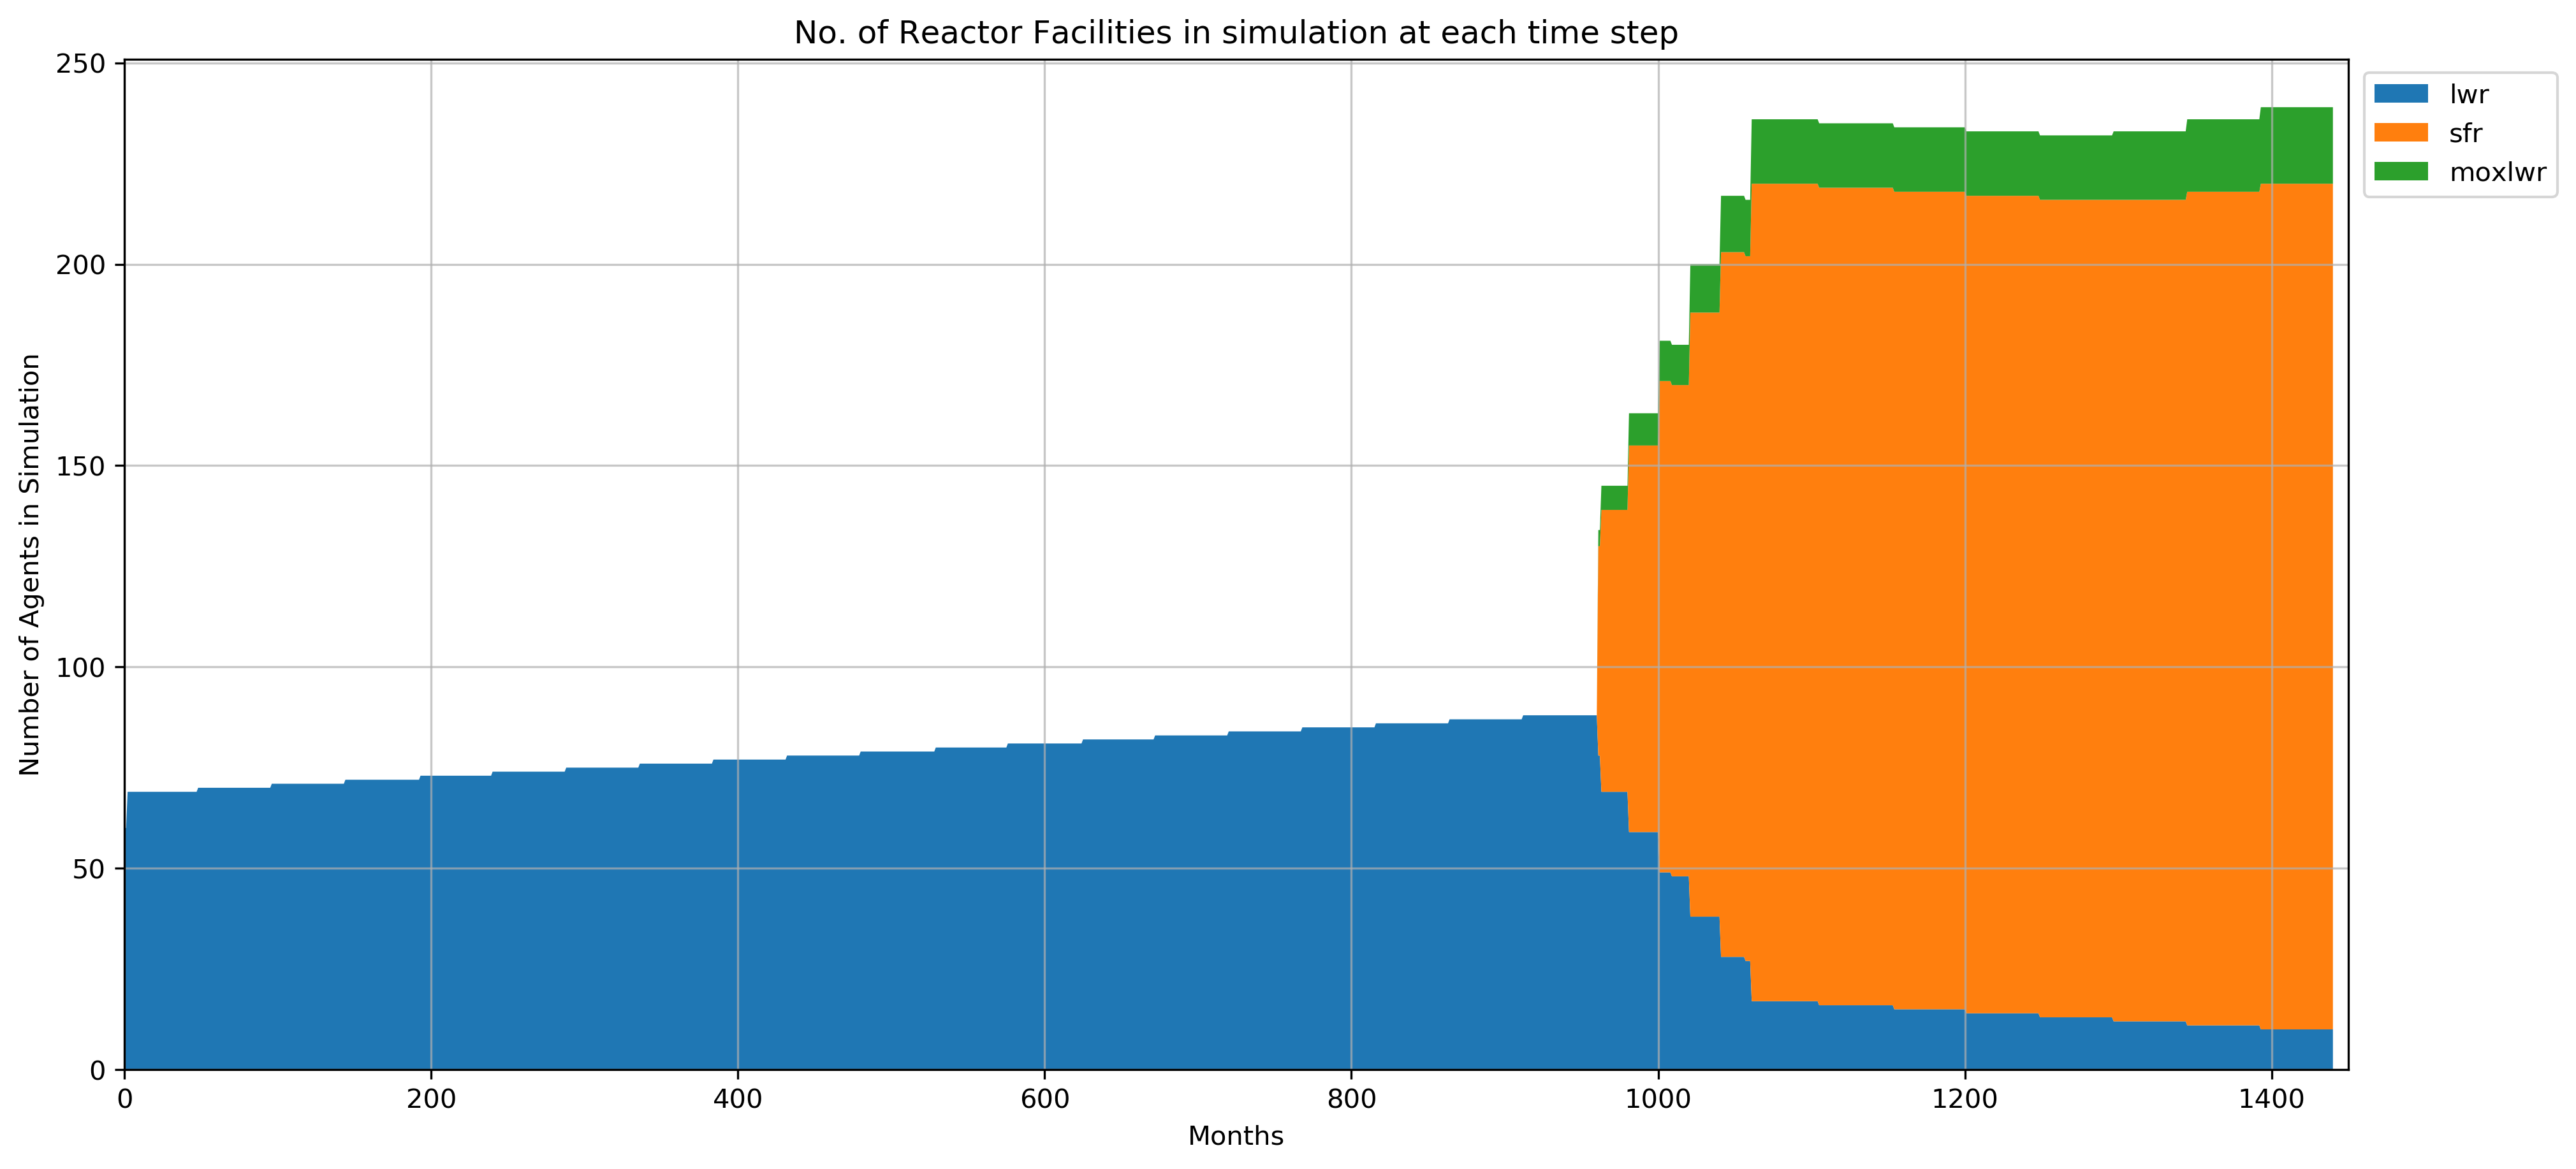 No. of Reactor Facilities in simulation at each time step
250
200
150
100
50
0
Number of Agents in Simulation
0 200 400 600 800 1000 1200 1400
Months
lwr
sfr
moxlwr